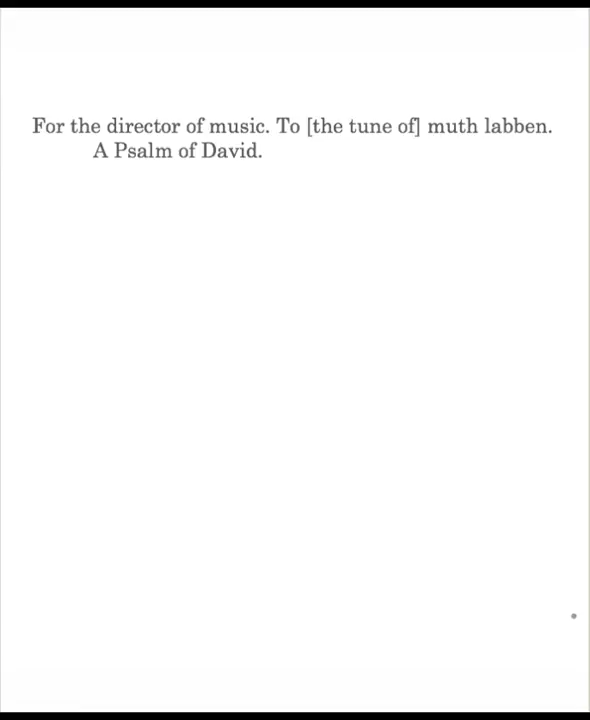 For the director of music. To [the tune of] muth labben.
A Psalm of David.